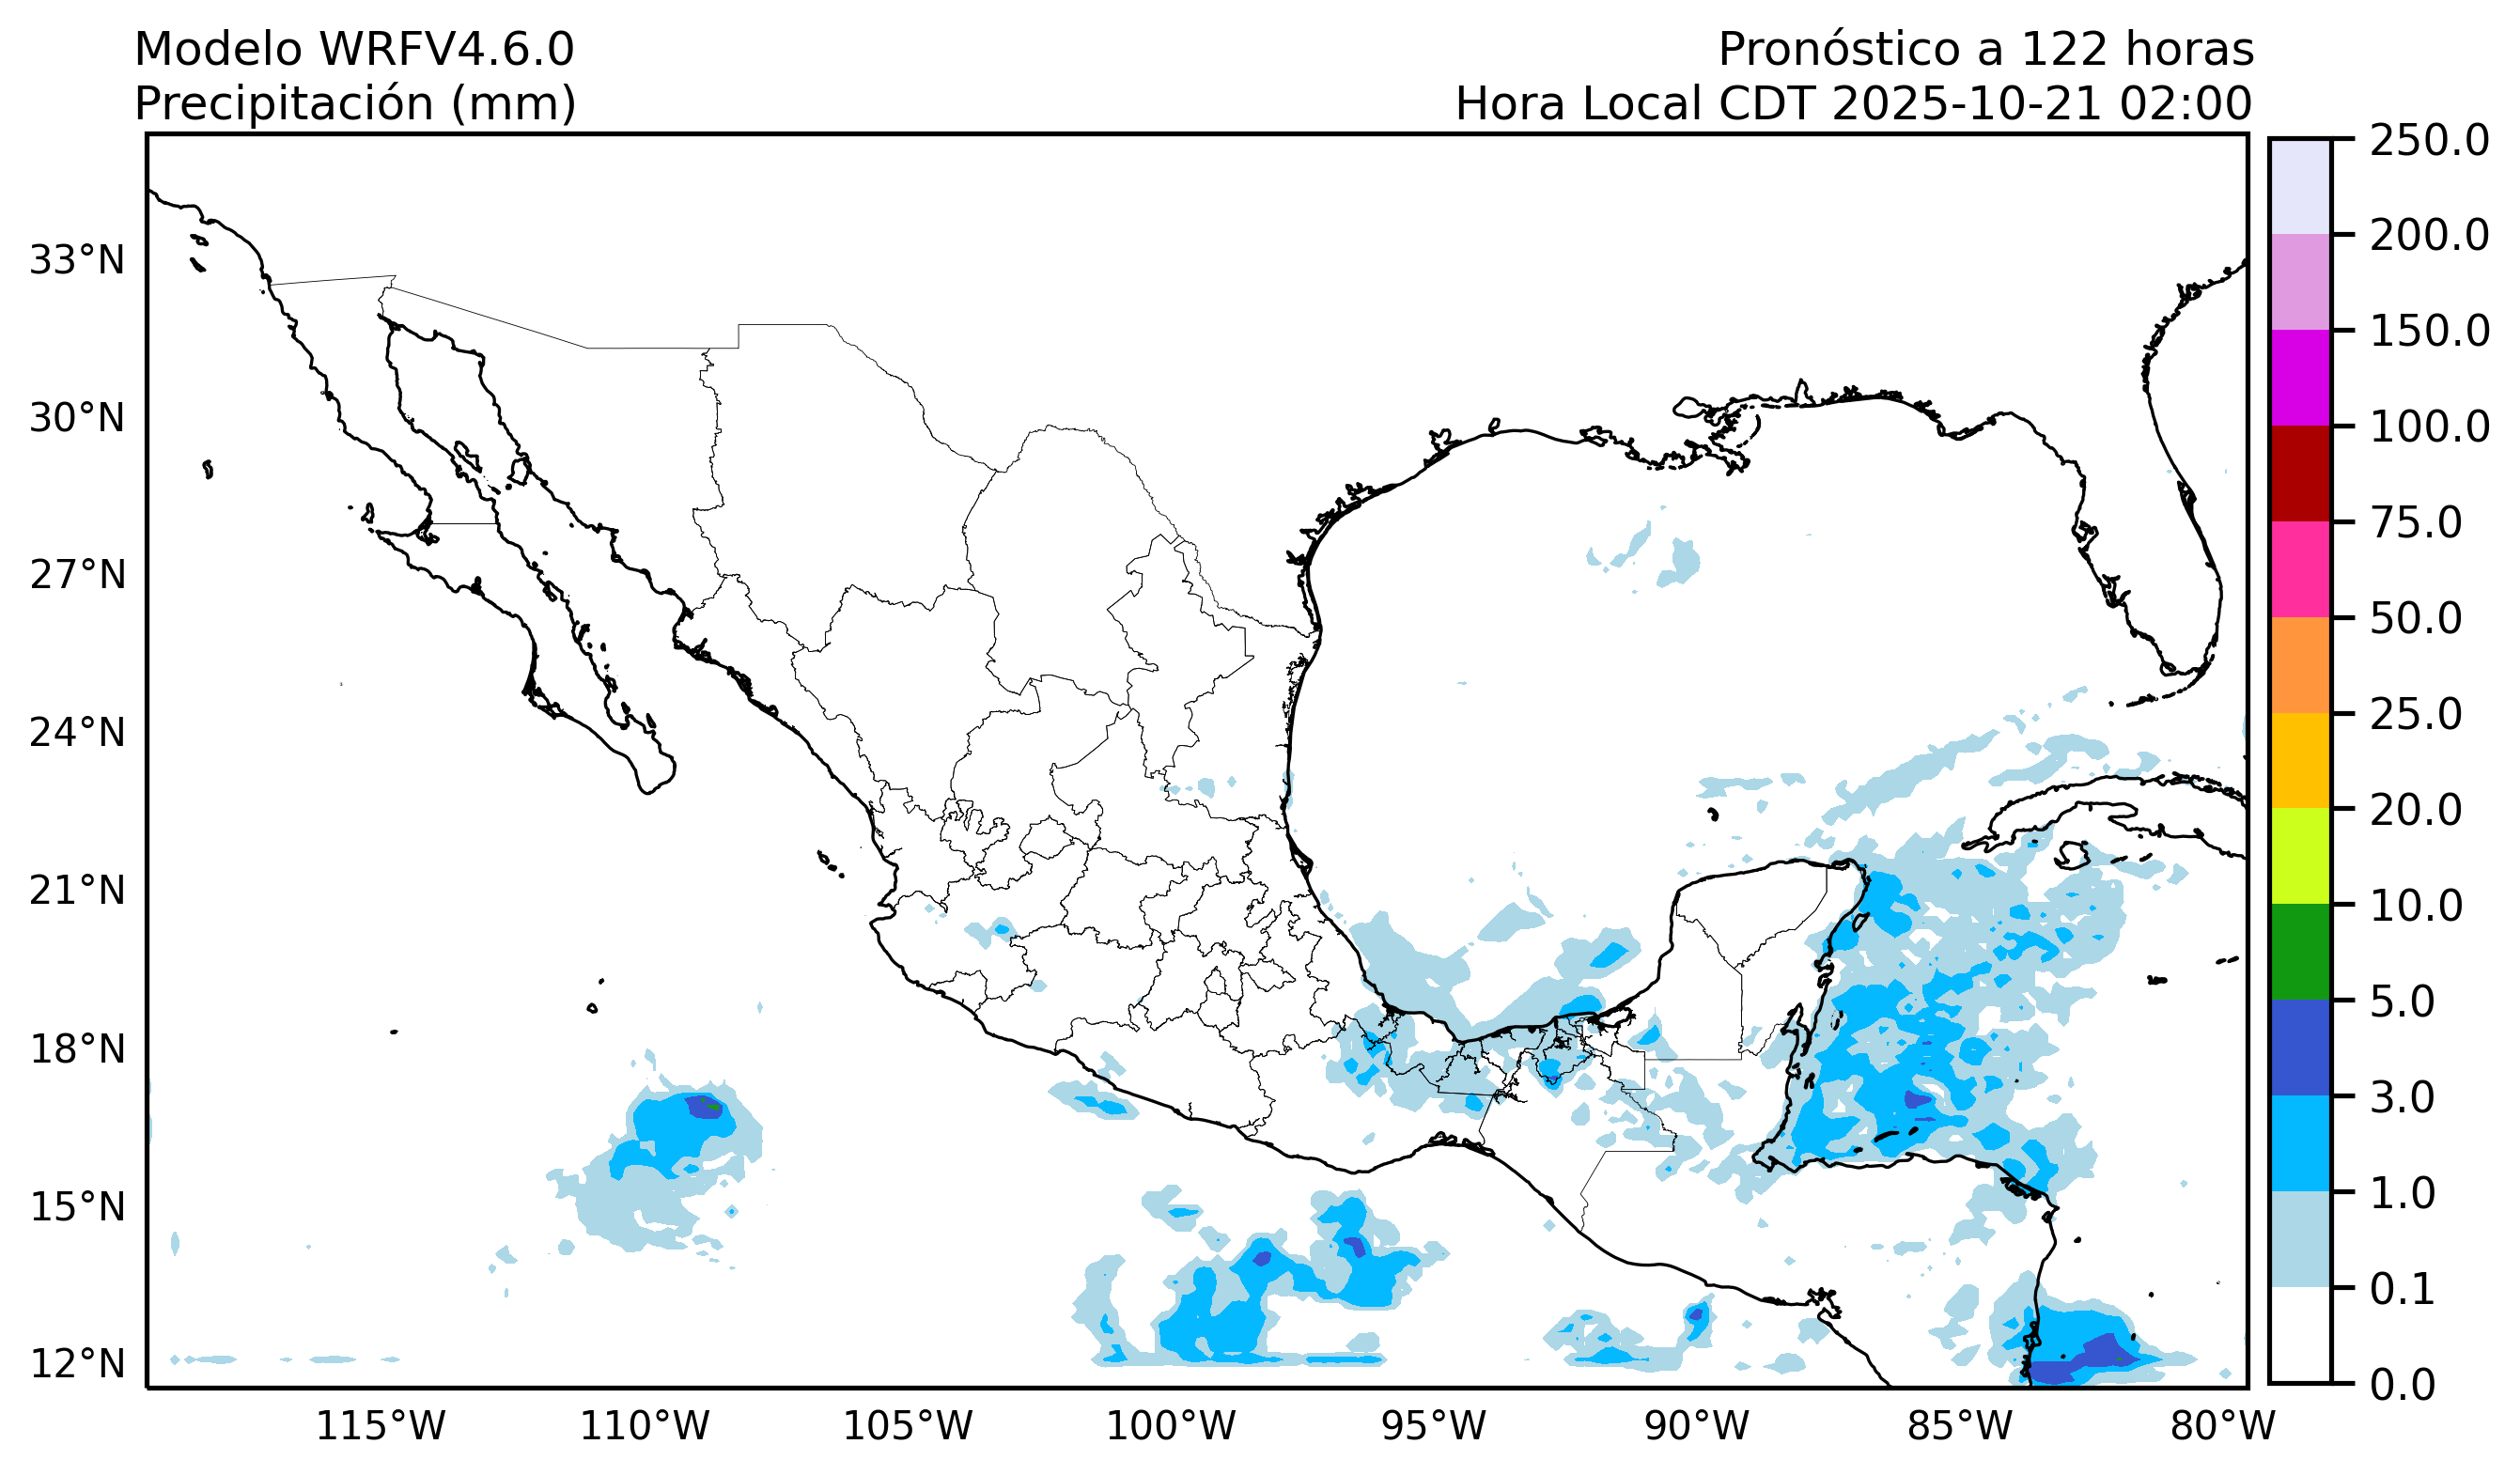 Modelo WRFV4.6.0
Precipitación (mm)
Pronóstico a 122 horas
Hora Local CDT 2025-10-21 02:00
33°N
30°N
27°N
24°N
21°N
18°N
15°N
12°N
115°W
110°W
105°W
100°W
95°W
90°W
85°W
80°W
250.0
200.0
150.0
100.0
75.0
50.0
25.0
20.0
10.0
5.0
3.0
1.0
0.1
0.0